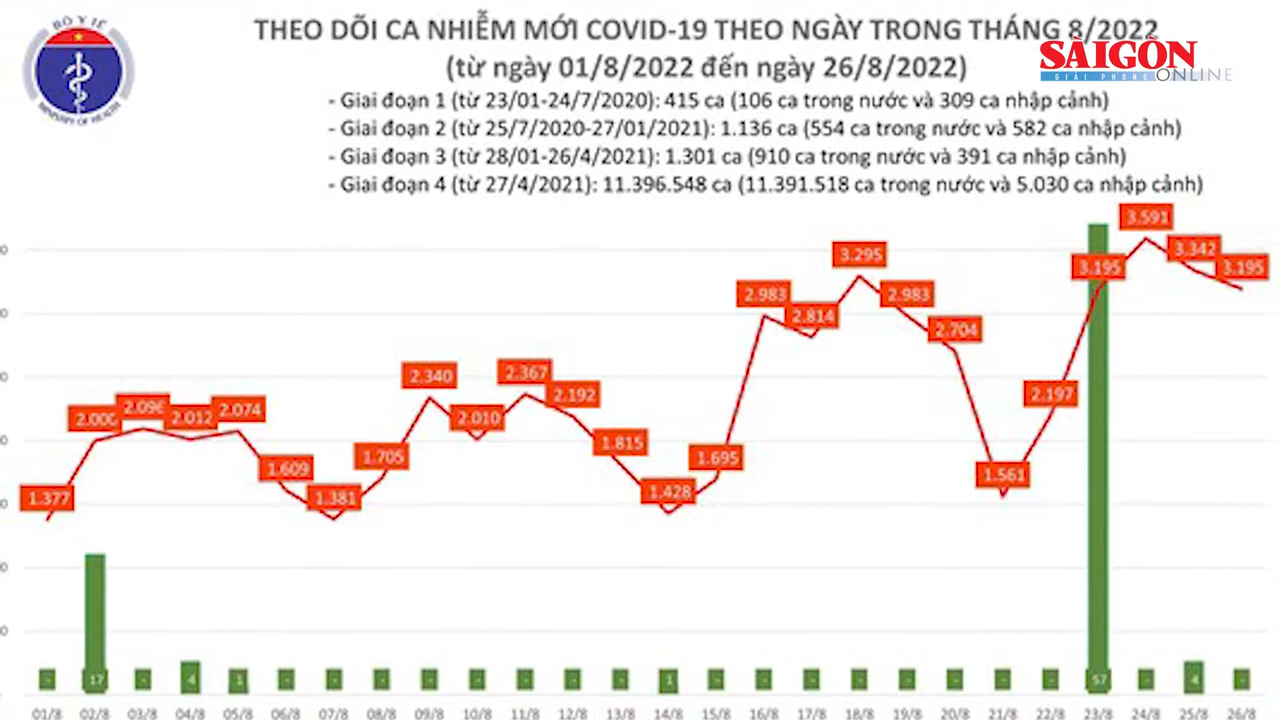 BỘ Y TẾ
MINISTRY OF HEALTH
THEO DÕI CA NHIỄM MỚI COVID-19 THEO NGÀY TRONG THÁNG 8/2022
(từ ngày 01/8/2022 đến ngày 26/8/2022)
SÀI GÒN
GIẢI PHÓNG ONLINE
- Giai đoạn 1 (từ 23/01-24/7/2020): 415 ca (106 ca trong nước và 309 ca nhập cảnh)
- Giai đoạn 2 (từ 25/7/2020-27/01/2021): 1.136 ca (554 ca trong nước và 582 ca nhập cảnh)
- Giai đoạn 3 (từ 28/01-26/4/2021): 1.301 ca (910 ca trong nước và 391 ca nhập cảnh)
- Giai đoạn 4 (từ 27/4/2021): 11.396.548 ca (11.391.518 ca trong nước và 5.030 ca nhập cảnh)
1.377 2.000 2.096 2.012 2.074 1.609 1.381 1.705 2.340 2.010 2.367 2.192 1.815 1.428 1.695 2.983 2.814 3.295 2.983 2.704 1.561 2.197 3.195 3.591 3.342 3.195
- 17 - 4 1 - - - - - - - - 1 - - - - - - - - 57 - 4 -
01/8 02/8 03/8 04/8 05/8 06/8 07/8 08/8 09/8 10/8 11/8 12/8 13/8 14/8 15/8 16/8 17/8 18/8 19/8 20/8 21/8 22/8 23/8 24/8 25/8 26/8